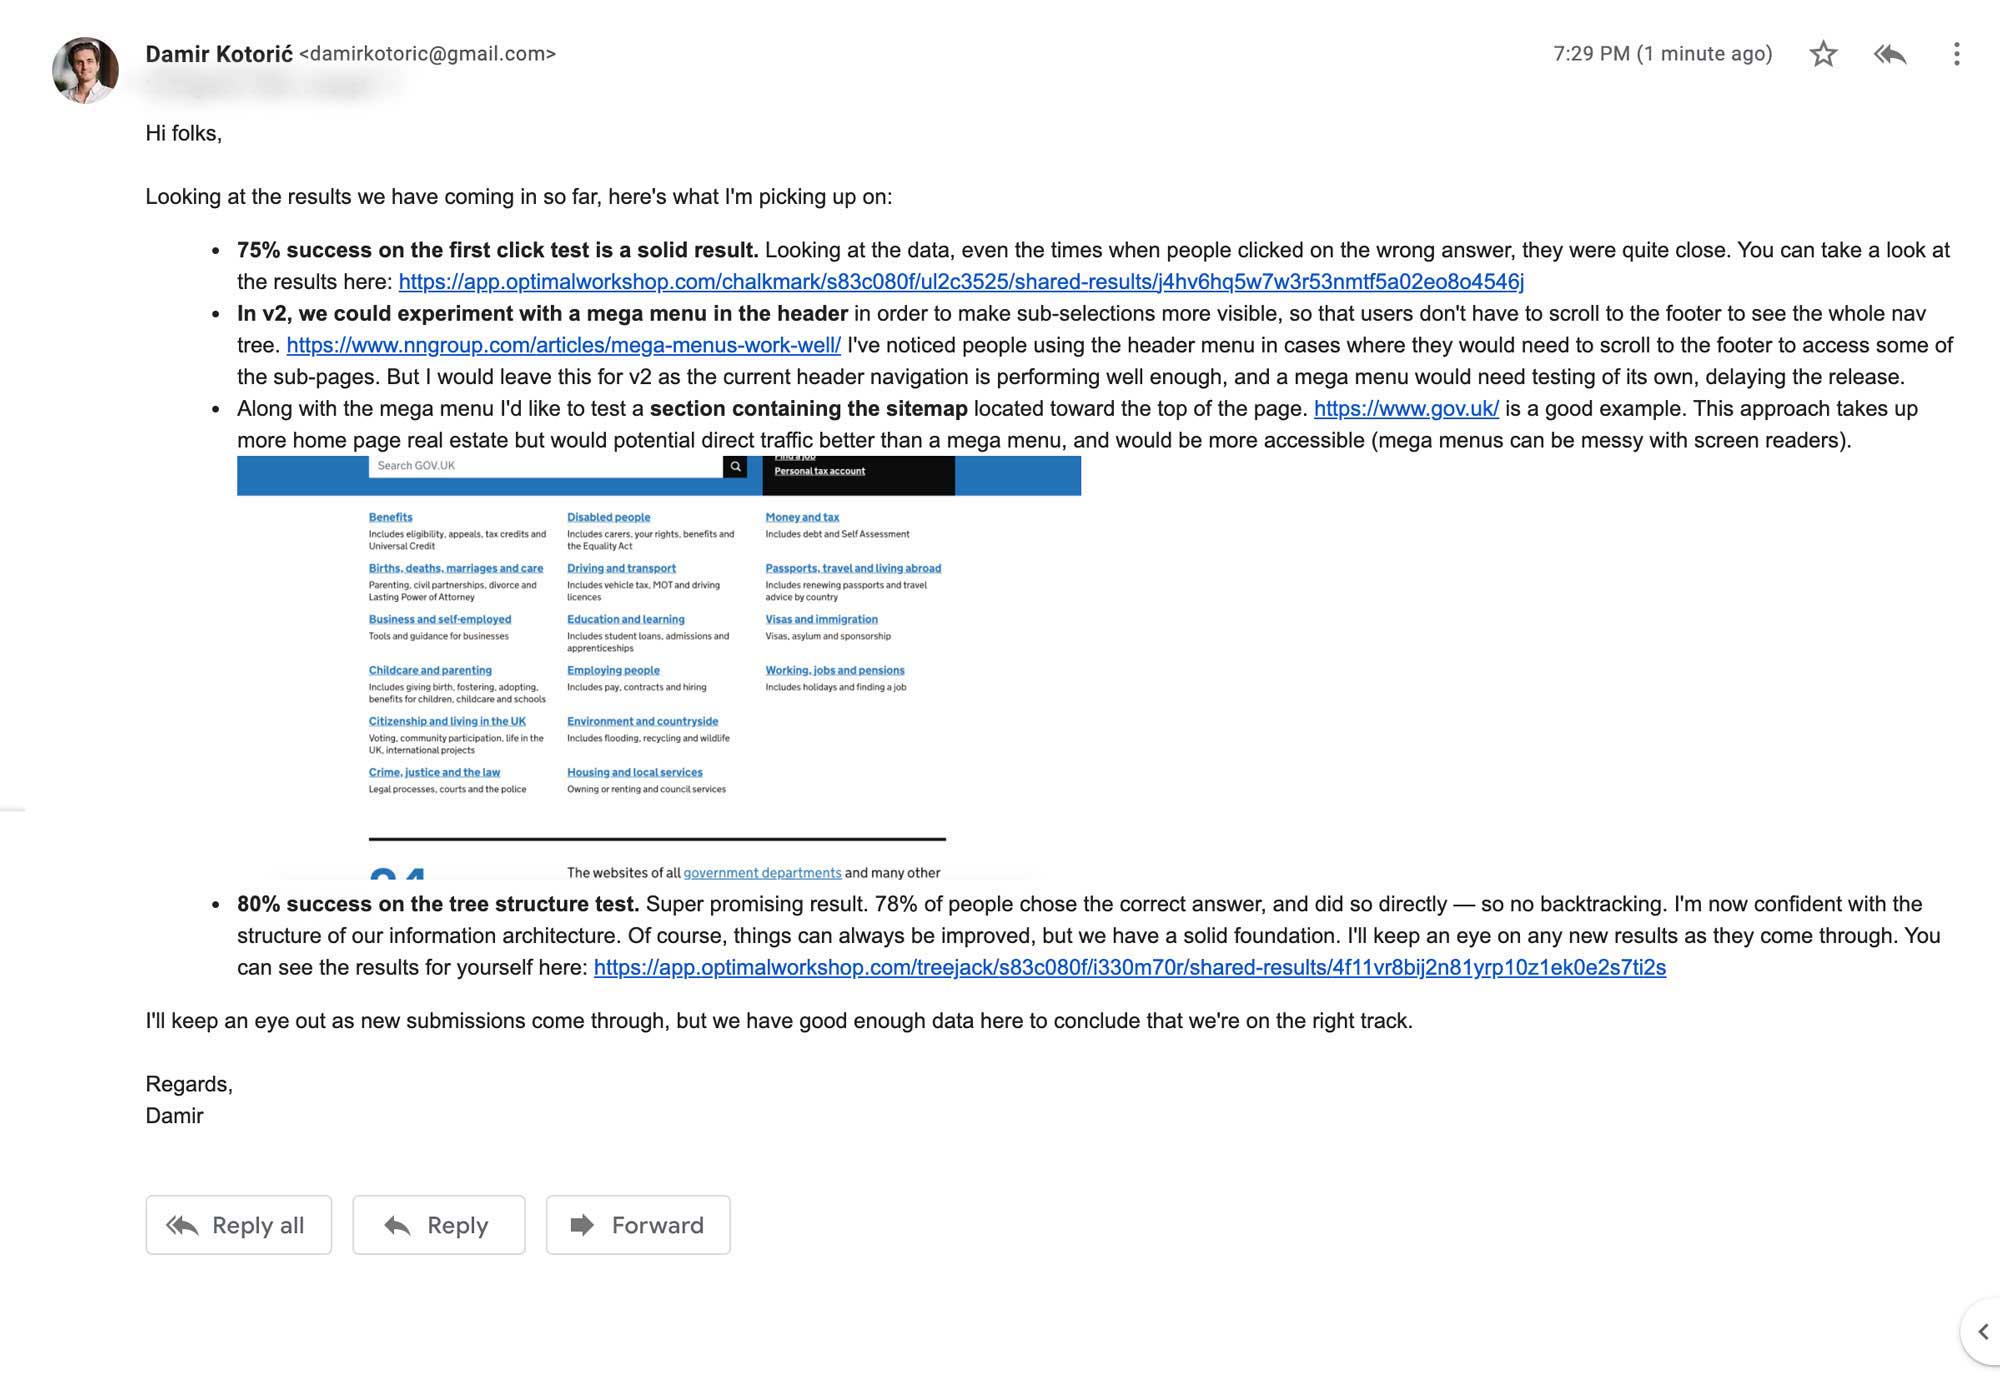 Damir Kotorić <damirkotoric@gmail.com>
7:29 PM (1 minute ago)
Hi folks,
Looking at the results we have coming in so far, here's what I'm picking up on:
• 75% success on the first click test is a solid result. Looking at the data, even the times when people clicked on the wrong answer, they were quite close. You can take a look at
the results here: https://app.optimalworkshop.com/chalkmark/s83c080f/ul2c3525/shared-results/j4hv6hq5w7w3r53nmtf5a02eo8o4546j
• In v2, we could experiment with a mega menu in the header in order to make sub-selections more visible, so that users don't have to scroll to the footer to see the whole nav
tree. https://www.nngroup.com/articles/mega-menus-work-well/ I've noticed people using the header menu in cases where they would need to scroll to the footer to access some of
the sub-pages. But I would leave this for v2 as the current header navigation is performing well enough, and a mega menu would need testing of its own, delaying the release.
• Along with the mega menu I'd like to test a section containing the sitemap located toward the top of the page. https://www.gov.uk/ is a good example. This approach takes up
more home page real estate but would potential direct traffic better than a mega menu, and would be more accessible (mega menus can be messy with screen readers).
Search GOV.UK
Find a job
Personal tax account
Benefits
Includes eligibility, appeals, tax credits and
Universal Credit
Births, deaths, marriages and care
Parenting, civil partnerships, divorce and
Lasting Power of Attorney
Business and self-employed
Tools and guidance for businesses
Childcare and parenting
Includes giving birth, fostering, adopting,
benefits for children, childcare and schools
Citizenship and living in the UK
Voting, community participation, life in the
UK, international projects
Crime, justice and the law
Legal processes, courts and the police
Disabled people
Includes carers, your rights, benefits and
the Equality Act
Driving and transport
Includes vehicle tax, MOT and driving
licences
Education and learning
Includes student loans, admissions and
apprenticeships
Employing people
Includes pay, contracts and hiring
Environment and countryside
Includes flooding, recycling and wildlife
Housing and local services
Owning or renting and council services
Money and tax
Includes debt and Self Assessment
Passports, travel and living abroad
Includes renewing passports and travel
advice by country
Visas and immigration
Visas, asylum and sponsorship
Working, jobs and pensions
Includes holidays and finding a job
The websites of all government departments and many other
• 80% success on the tree structure test. Super promising result. 78% of people chose the correct answer, and did so directly — so no backtracking. I'm now confident with the
structure of our information architecture. Of course, things can always be improved, but we have a solid foundation. I'll keep an eye on any new results as they come through. You
can see the results for yourself here: https://app.optimalworkshop.com/treejack/s83c080f/i330m70r/shared-results/4f11vr8bij2n81yrp10z1ek0e2s7ti2s
I'll keep an eye out as new submissions come through, but we have good enough data here to conclude that we're on the right track.
Regards,
Damir
Reply all
Reply
Forward